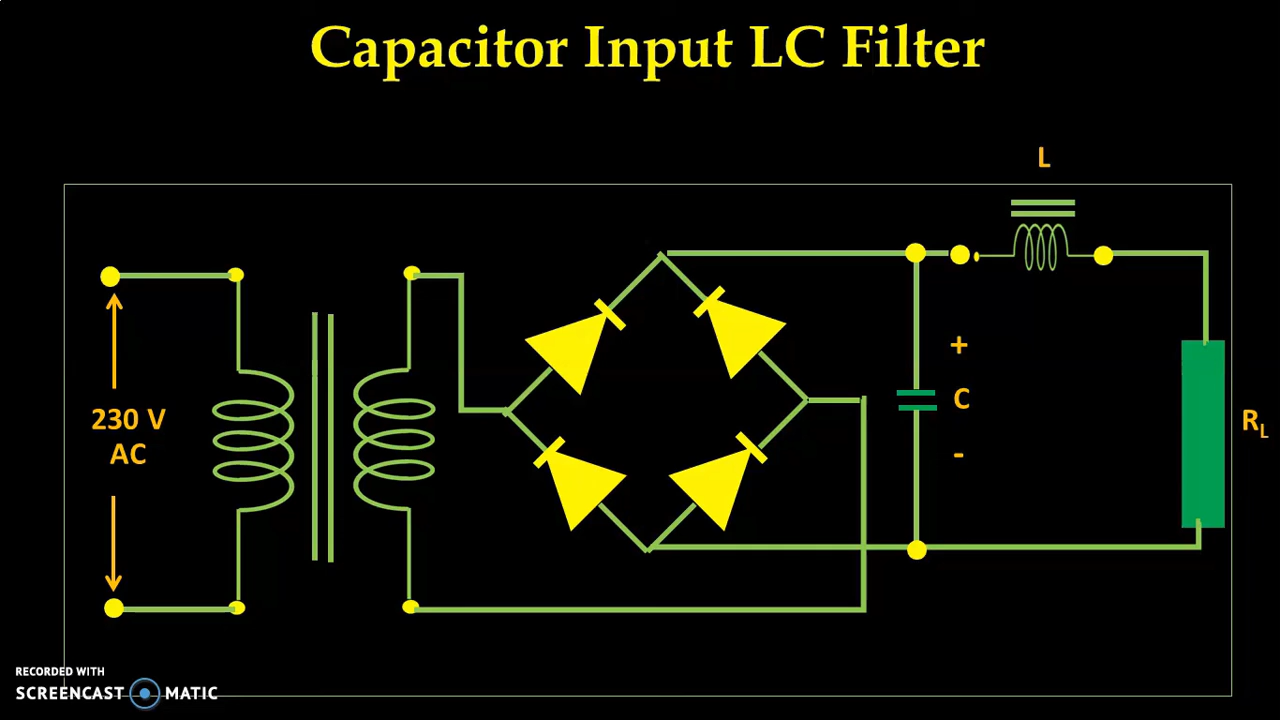 Capacitor Input LC Filter
L
230 V
AC
+
C
-
RL
RECORDED WITH
SCREENCAST MATIC